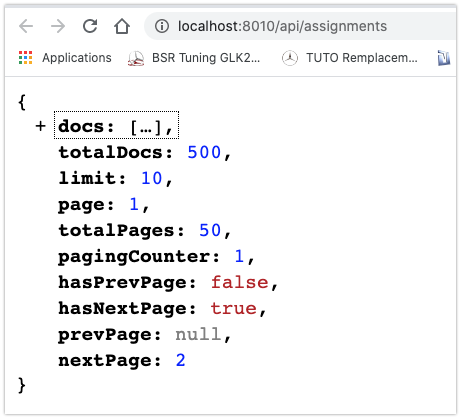 localhost:8010/api/assignments
Applications
BSR Tuning GLK2...
TUTO Remplacem...
{
+ docs: […],
totalDocs: 500,
limit: 10,
page: 1,
totalPages: 50,
pagingCounter: 1,
hasPrevPage: false,
hasNextPage: true,
prevPage: null,
nextPage: 2
}